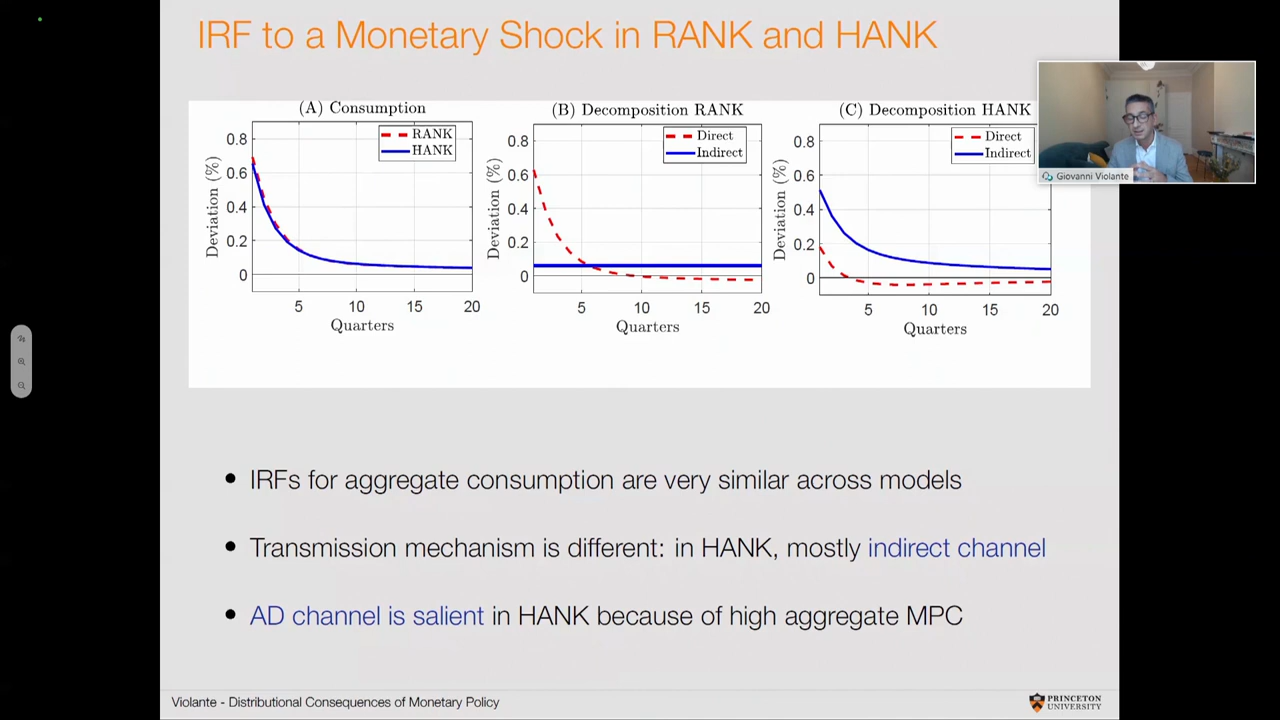 IRF to a Monetary Shock in RANK and HANK
(A) Consumption
RANK
HANK
0.8
0.6
0.4
0.2
0
Deviation (%)
5
10
15
20
Quarters
(B) Decomposition RANK
Direct
Indirect
0.8
0.6
0.4
0.2
0
Deviation (%)
5
10
15
20
Quarters
(C) Decomposition HANK
Direct
Indirect
0.8
0.6
0.4
0.2
0
Deviation (%)
5
10
15
20
Quarters
Giovanni Violante
• IRFs for aggregate consumption are very similar across models
• Transmission mechanism is different: in HANK, mostly indirect channel
• AD channel is salient in HANK because of high aggregate MPC
Violante - Distributional Consequences of Monetary Policy
PRINCETON
UNIVERSITY